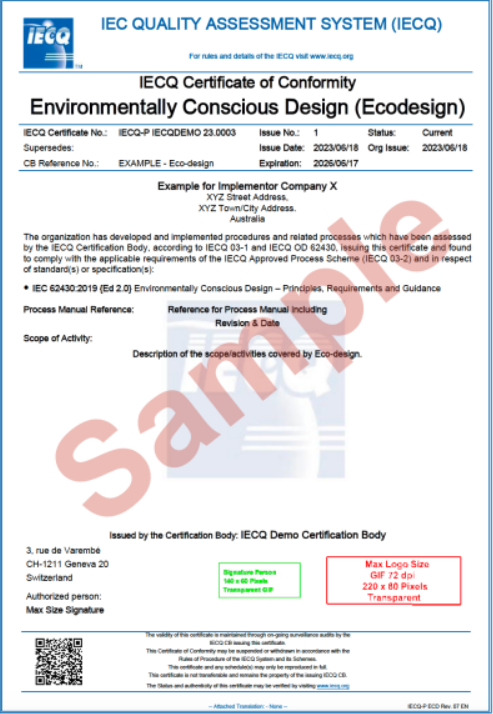 IECQ
TM
IEC QUALITY ASSESSMENT SYSTEM (IECQ)
For rules and details of the IECQ visit www.iecq.org
IECQ Certificate of Conformity
Environmentally Conscious Design (Ecodesign)
IECQ Certificate No.: IECQ-P IECQDEMO 23.0003 Issue No.: 1 Status: Current
Supersedes: Issue Date: 2023/06/18 Org Issue: 2023/06/18
CB Reference No.: EXAMPLE - Eco-design Expiration: 2026/06/17
Example for Implementor Company X
XYZ Street Address,
XYZ Town/City Address.
Australia
The organization has developed and implemented procedures and related processes which have been assessed
by the IECQ Certification Body, according to IECQ 03-1 and IECQ OD 62430, issuing this certificate and found
to comply with the applicable requirements of the IECQ Approved Process Scheme (IECQ 03-2) and in respect
of standard(s) or specification(s):
• IEC 62430:2019 {Ed 2.0} Environmentally Conscious Design – Principles, Requirements and Guidance
Process Manual Reference: Reference for Process Manual including
Revision & Date
Scope of Activity:
Description of the scope/activities covered by Eco-design.
IECQ
Sample
Issued by the Certification Body: IECQ Demo Certification Body
3, rue de Varembé
CH-1211 Geneva 20
Switzerland
Authorized person:
Max Size Signature
Signature Person
140 x 60 Pixels
Transparent GIF
Max Logo Size
GIF 72 dpi
220 x 80 Pixels
Transparent
The validity of this certificate is maintained through on-going surveillance audits by the
IECQ CB issuing this certificate.
This Certificate of Conformity may be suspended or withdrawn in accordance with the
Rules of Procedure of the IECQ System and its Schemes.
This certificate and any schedule(s) may only be reproduced in full.
This certificate is not transferable and remains the property of the issuing IECQ CB.
The Status and authenticity of this certificate may be verified by visiting www.iecq.org
-- Attached Translation: - None --
IECQ-P ECD Rev. 07 EN